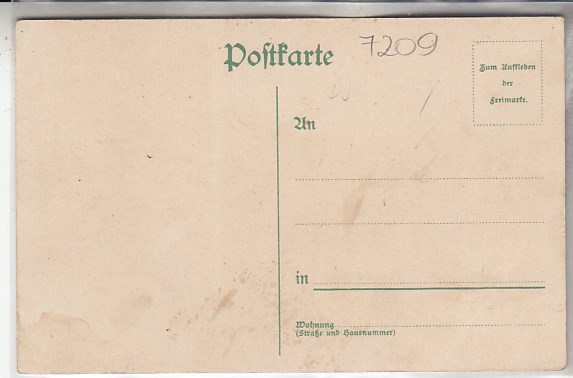 Postkarte
7209
Zum Aufkleben
der
Freimarke.
An
in
Wohnung
(Straße und Hausnummer)